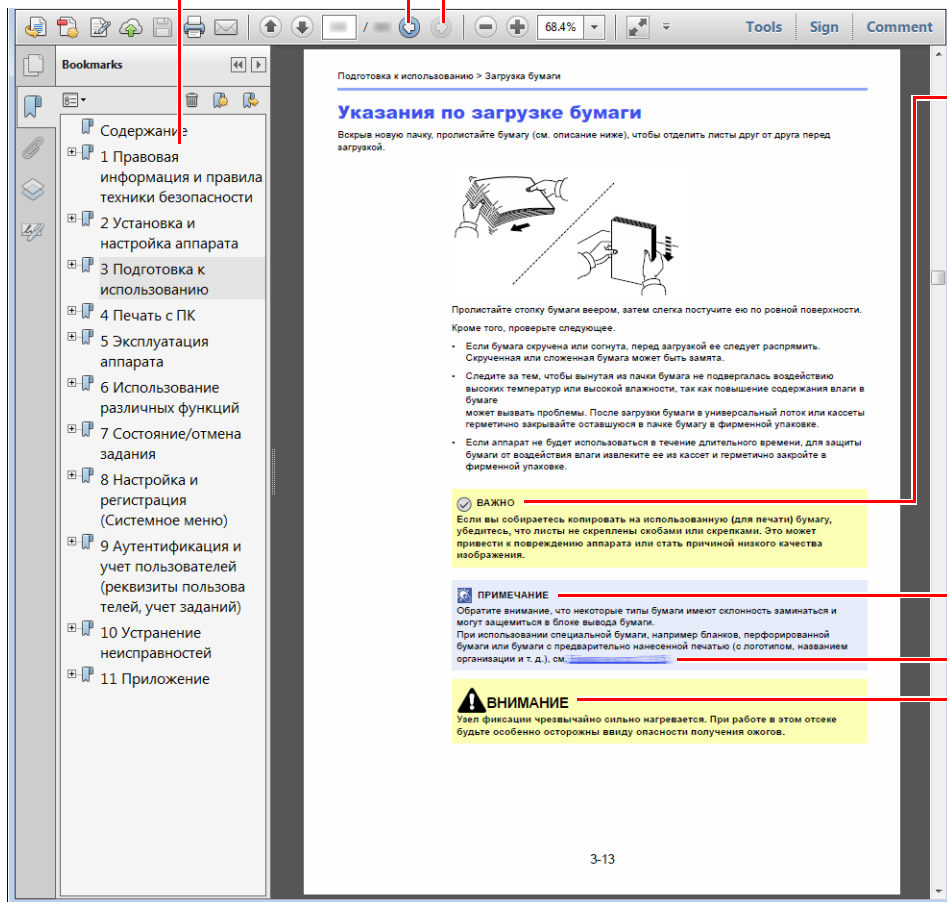 /
68.4%
Tools
Sign
Comment
Bookmarks
Содержание
1 Правовая
информация и правила
техники безопасности
2 Установка и
настройка аппарата
3 Подготовка к
использованию
4 Печать с ПК
5 Эксплуатация
аппарата
6 Использование
различных функций
7 Состояние/отмена
задания
8 Настройка и
регистрация
(Системное меню)
9 Аутентификация и
учет пользователей
(реквизиты пользова
телей, учет заданий)
10 Устранение
неисправностей
11 Приложение
Подготовка к использованию > Загрузка бумаги
Указания по загрузке бумаги
Вскрыв новую пачку, пролистайте бумагу (см. описание ниже), чтобы отделить листы друг от друга перед
загрузкой.
Пролистайте стопку бумаги веером, затем слегка постучите ею по ровной поверхности.
Кроме того, проверьте следующее.
• Если бумага скручена или согнута, перед загрузкой ее следует распрямить.
Скрученная или сложенная бумага может быть замята.
• Следите за тем, чтобы вынутая из пачки бумага не подвергалась воздействию
высоких температур или высокой влажности, так как повышение содержания влаги в
бумаге
может вызвать проблемы. После загрузки бумаги в универсальный лоток или кассеты
герметично закрывайте оставшуюся в пачке бумагу в фирменной упаковке.
• Если аппарат не будет использоваться в течение длительного времени, для защиты
бумаги от воздействия влаги извлеките ее из кассет и герметично закройте в
фирменной упаковке.
ВАЖНО
Если вы собираетесь копировать на использованную (для печати) бумагу,
убедитесь, что листы не скреплены скобами или скрепками. Это может
привести к повреждению аппарата или стать причиной низкого качества
изображения.
ПРИМЕЧАНИЕ
Обратите внимание, что некоторые типы бумаги имеют склонность заминаться и
могут защемиться в блоке вывода бумаги.
При использовании специальной бумаги, например бланков, перфорированной
бумаги или бумаги с предварительно нанесенной печатью (с логотипом, названием
организации и т. д.), см.
ВНИМАНИЕ
Узел фиксации чрезвычайно сильно нагревается. При работе в этом отсеке
будьте особенно осторожны ввиду опасности получения ожогов.
3-13